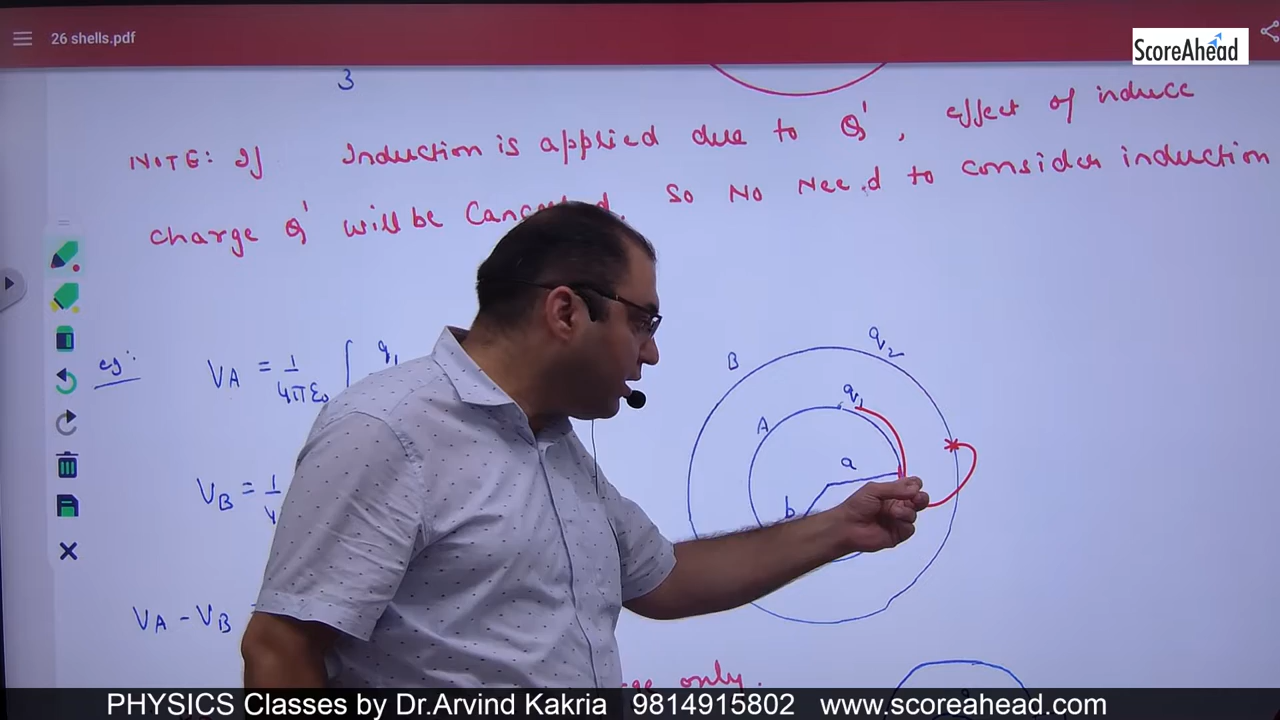 26 shells.pdf
ScoreAhead
3
NOTE: If Induction is applied due to Q', effect of induce
charge Q' will be So No Need to consider induction
eg:
VA = 1/4πε₀ [ q₁
B
q₂
A
q₁
a
b
VB = 1/
VA - VB
only.
PHYSICS Classes by Dr.Arvind Kakria 9814915802 www.scoreahead.com